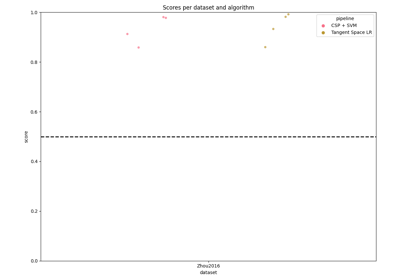 Scores per dataset and algorithm
pipeline
CSP + SVM
Tangent Space LR
1.0
0.8
0.6
0.4
0.2
0.0
score
Zhou2016
dataset